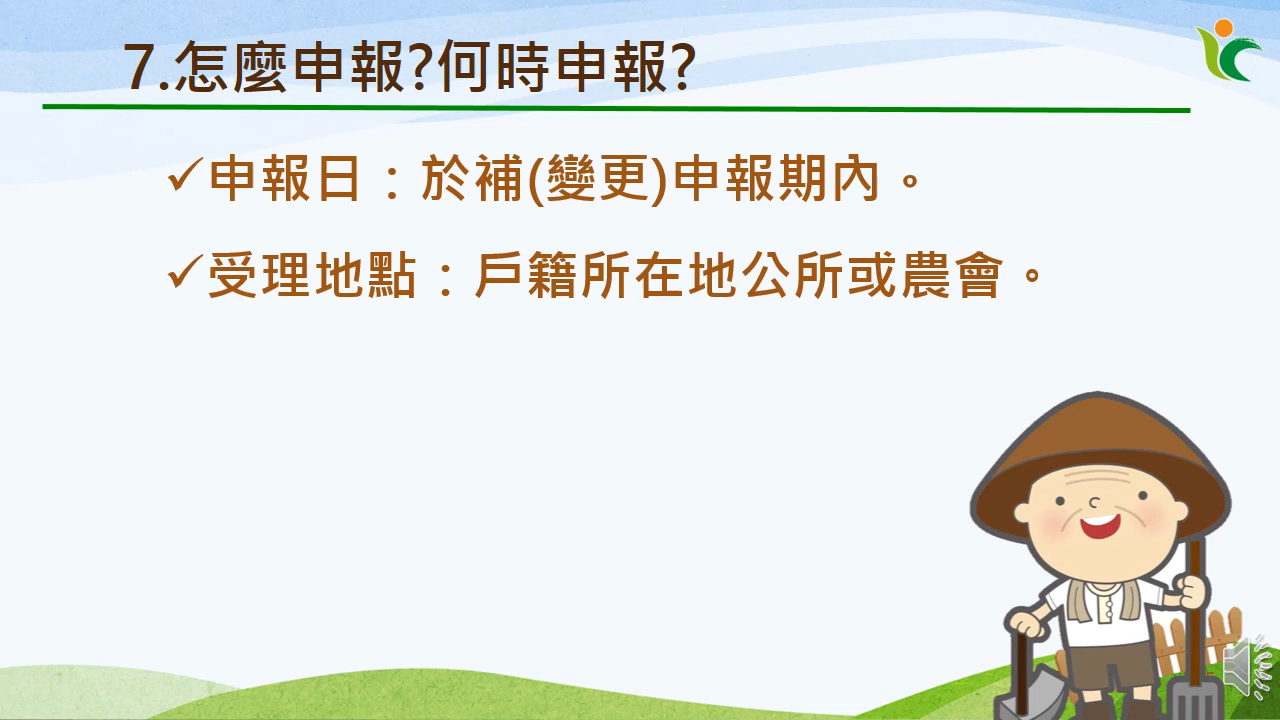 7.怎麼申報?何時申報?
✓申報日：於補(變更)申報期內。
✓受理地點：戶籍所在地公所或農會。